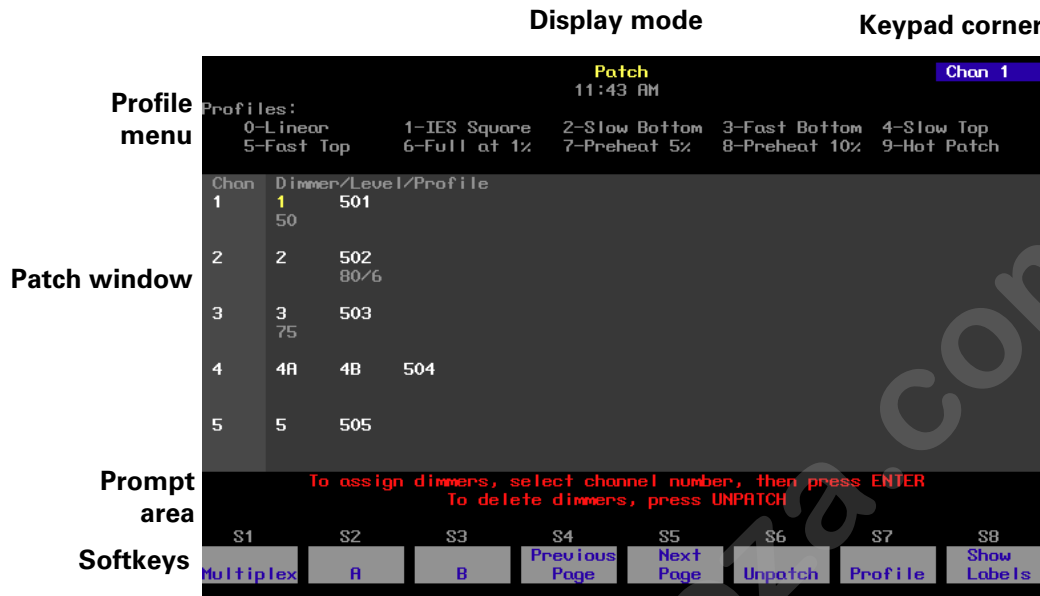 Display mode Keypad corner
Patch Chan 1
11:43 AM
Profile menu
Profiles:
0-Linear 1-IES Square 2-Slow Bottom 3-Fast Bottom 4-Slow Top
5-Fast Top 6-Full at 1% 7-Preheat 5% 8-Preheat 10% 9-Hot Patch
Chan Dimmer/Level/Profile
1 1 501
50
Patch window
2 2 502
80/6
3 3 503
75
4 4A 4B 504
5 5 505
Prompt area
To assign dimmers, select channel number, then press ENTER
To delete dimmers, press UNPATCH
Softkeys
S1 S2 S3 S4 S5 S6 S7 S8
Multiplex A B Previous Page Next Page Unpatch Profile Show Labels